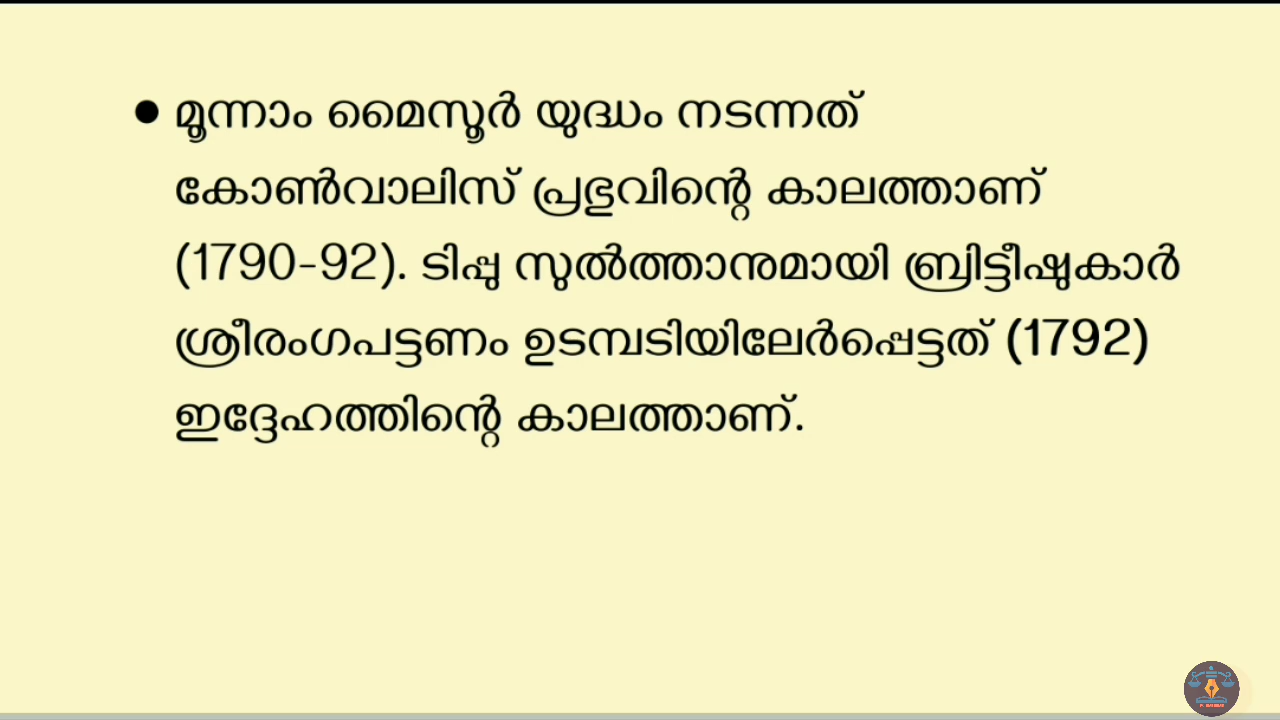 ● മൂന്നാം മൈസൂർ യുദ്ധം നടന്നത്
കോൺവാലിസ് പ്രഭുവിന്റെ കാലത്താണ്
(1790-92). ടിപ്പു സുൽത്താനുമായി ബ്രിട്ടീഷുകാർ
ശ്രീരംഗപട്ടണം ഉടമ്പടിയിലേർപ്പെട്ടത് (1792)
ഇദ്ദേഹത്തിന്റെ കാലത്താണ്.